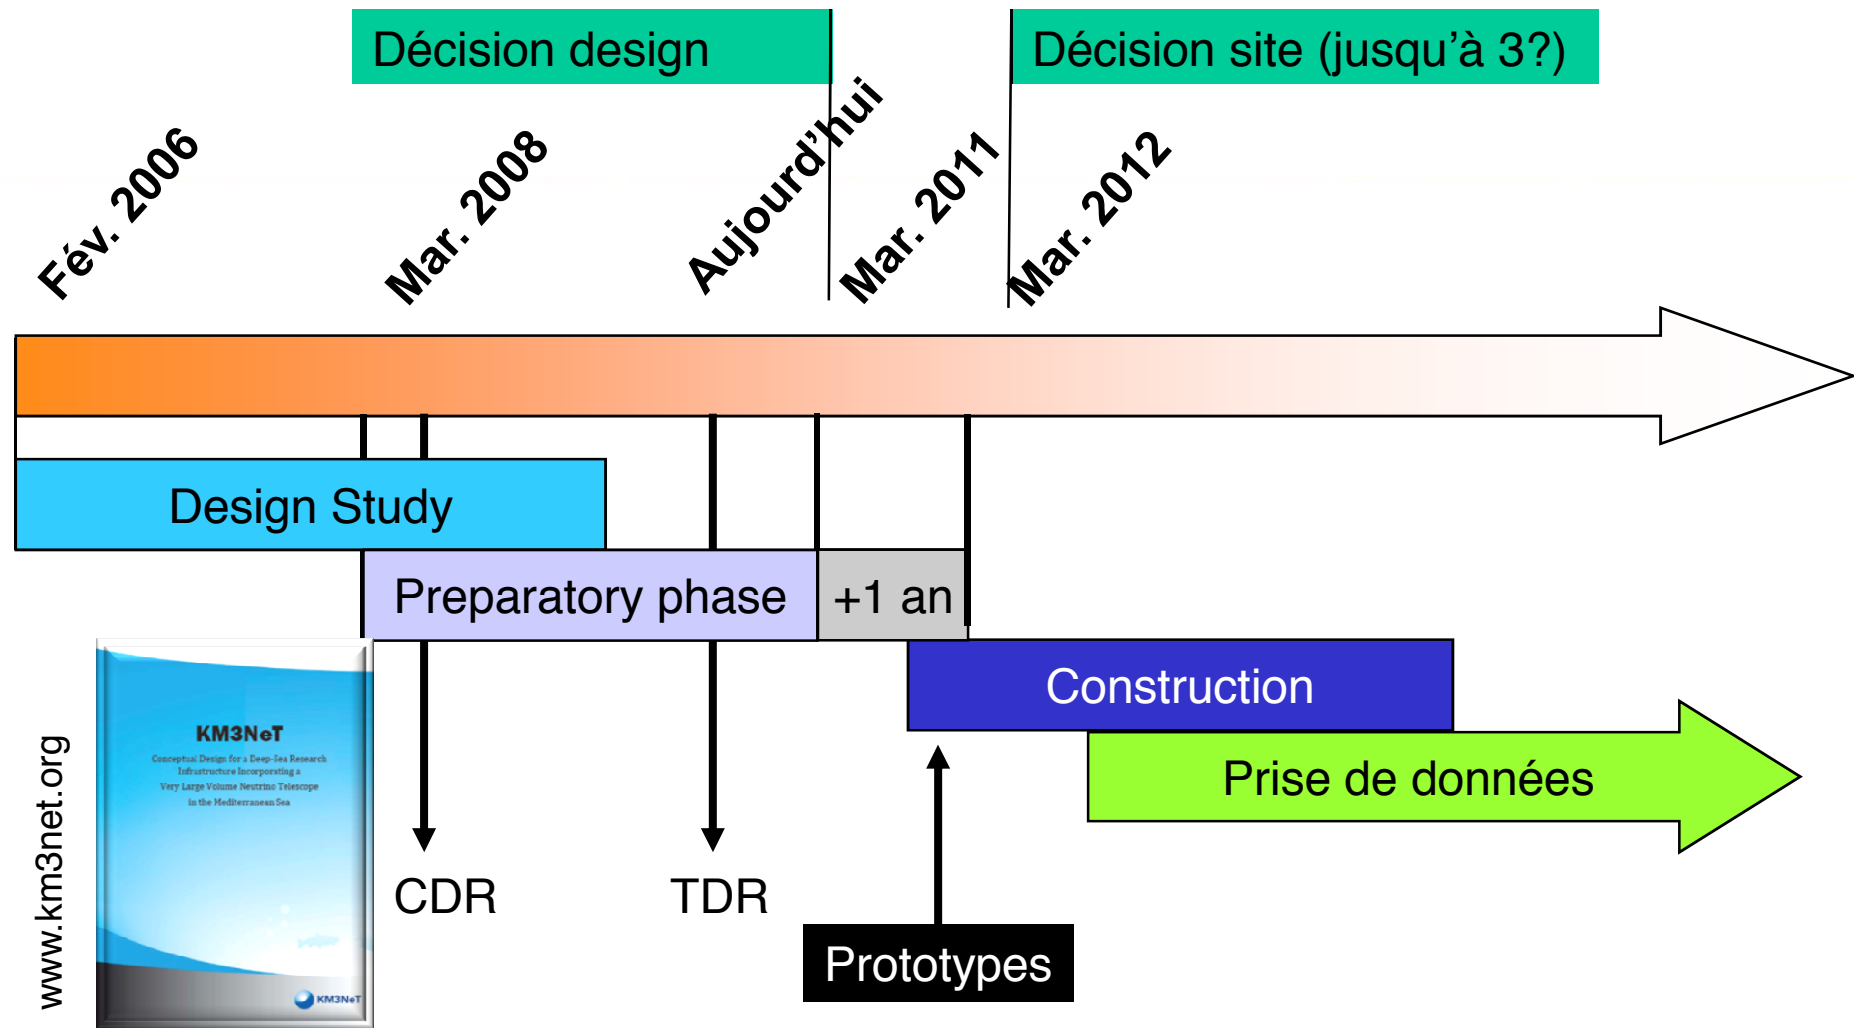 Décision design
Décision site (jusqu'à 3?)
Fév. 2006
Mar. 2008
Aujourd'hui
Mar. 2011
Mar. 2012
Design Study
Preparatory phase
+1 an
Construction
Prise de données
www.km3net.org
KM3NeT
Conceptual Design for a Deep-Sea Research
Infrastructure Incorporating a
Very Large Volume Neutrino Telescope
in the Mediterranean Sea
KM3NeT
CDR
TDR
Prototypes